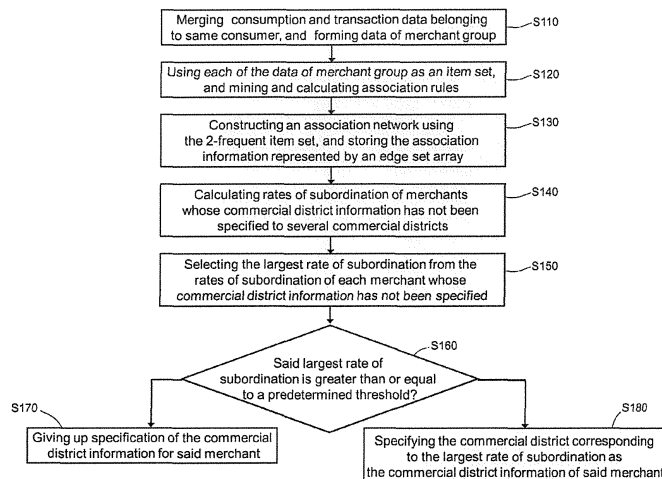 Merging consumption and transaction data belonging
to same consumer, and forming data of merchant group
S110
Using each of the data of merchant group as an item set,
and mining and calculating association rules
S120
Constructing an association network using
the 2-frequent item set, and storing the association
information represented by an edge set array
S130
Calculating rates of subordination of merchants
whose commercial district information has not been
specified to several commercial districts
S140
Selecting the largest rate of subordination from the
rates of subordination of each merchant whose
commercial district information has not been specified
S150
Said largest rate of
subordination is greater than or equal
to a predetermined threshold?
S160
S170
Giving up specification of the commercial
district information for said merchant
S180
Specifying the commercial district corresponding
to the largest rate of subordination as
the commercial district information of said merchant